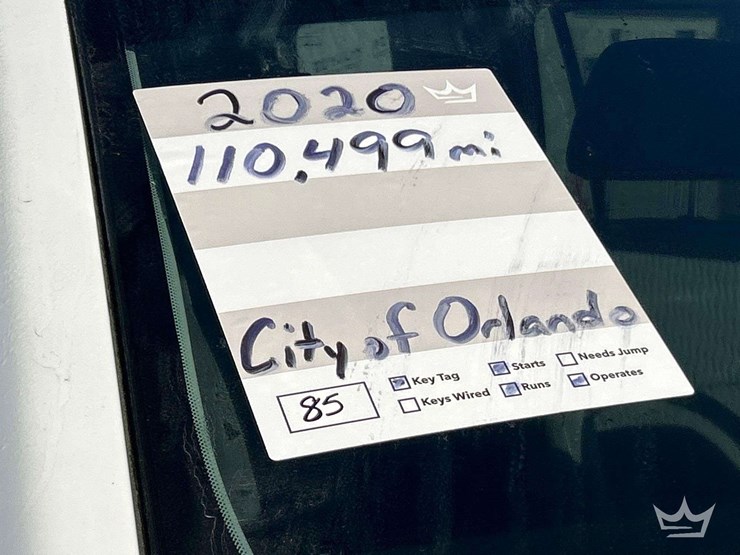 2020
110,499 mi
City of Orlando
85
Key Tag Starts Needs Jump
Keys Wired Runs Operates